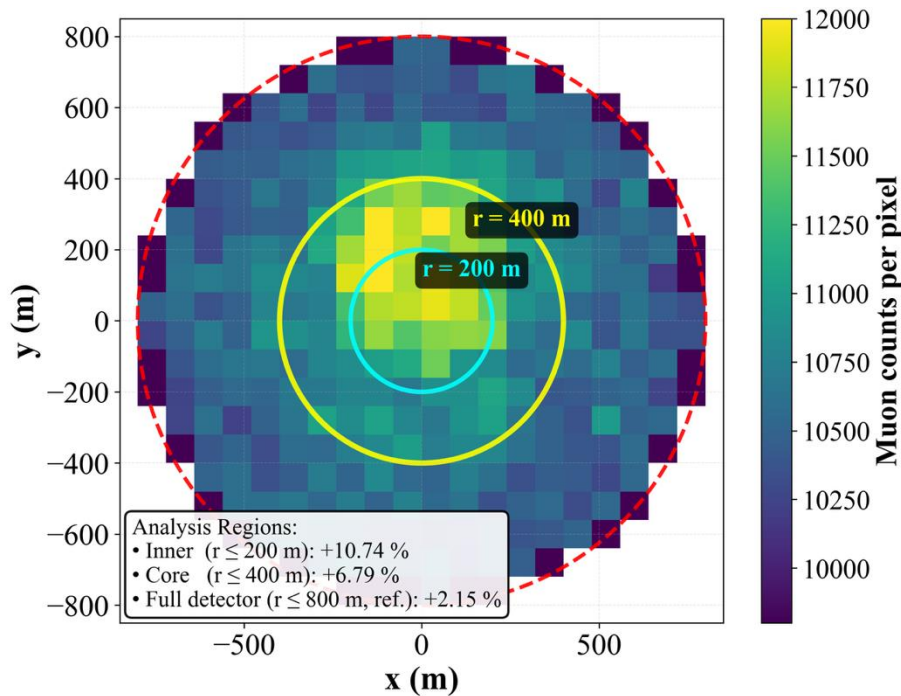 800
600
400
200
0
−200
−400
−600
−800
y (m)
r = 400 m
r = 200 m
Analysis Regions:
• Inner (r ≤ 200 m): +10.74 %
• Core (r ≤ 400 m): +6.79 %
• Full detector (r ≤ 800 m, ref.): +2.15 %
−500
0
500
x (m)
12000
11750
11500
11250
11000
10750
10500
10250
10000
Muon counts per pixel